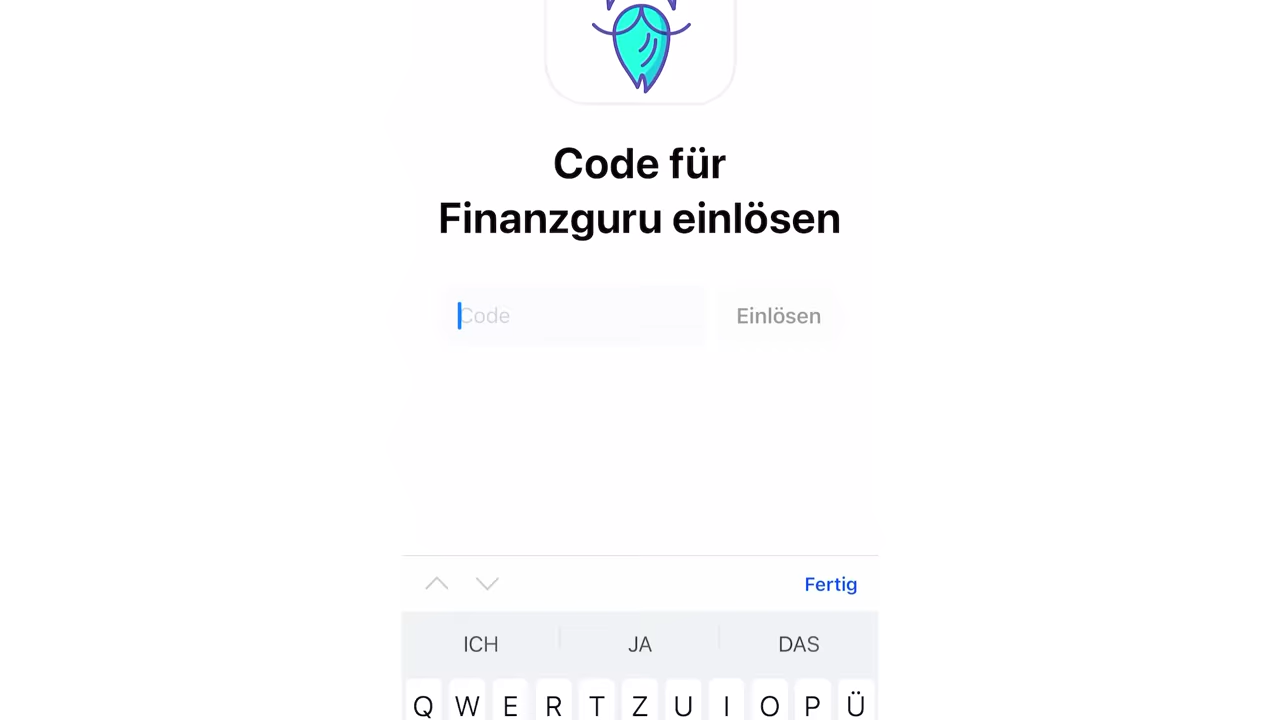 Code für
Finanzguru einlösen
Code
Einlösen
Fertig
ICH JA DAS
Q W E R T Z U I O P Ü